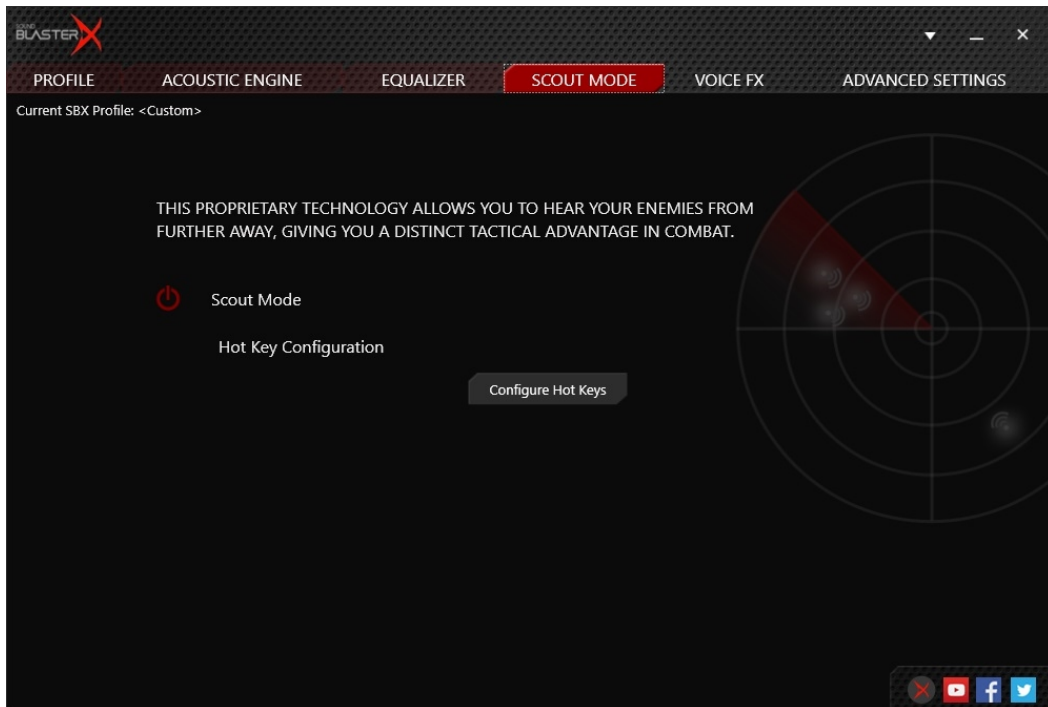 SOUND
BLASTERX
PROFILE ACOUSTIC ENGINE EQUALIZER SCOUT MODE VOICE FX ADVANCED SETTINGS
Current SBX Profile: <Custom>
THIS PROPRIETARY TECHNOLOGY ALLOWS YOU TO HEAR YOUR ENEMIES FROM
FURTHER AWAY, GIVING YOU A DISTINCT TACTICAL ADVANTAGE IN COMBAT.
Scout Mode
Hot Key Configuration
Configure Hot Keys